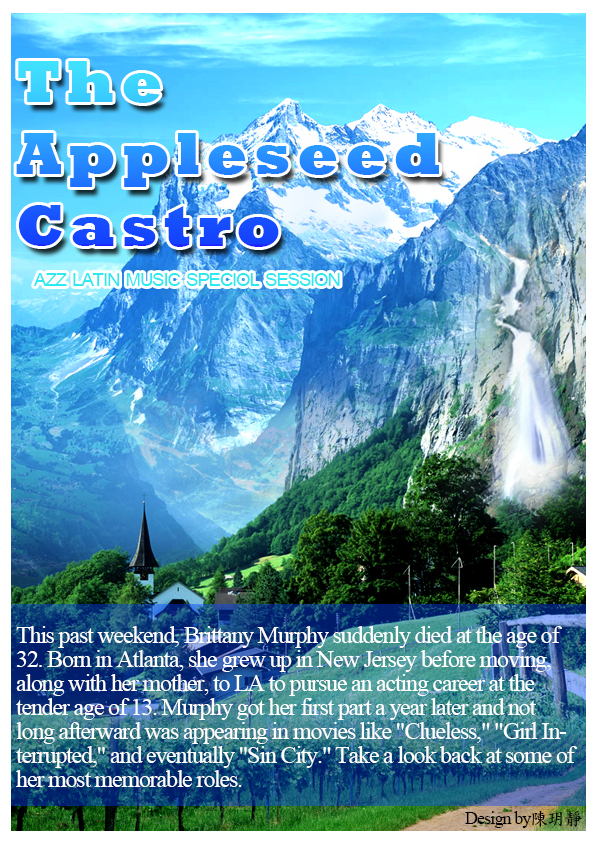 The
Appleseed
Castro
AZZ LATIN MUSIC SPECIOL SESSION
This past weekend, Brittany Murphy suddenly died at the age of
32. Born in Atlanta, she grew up in New Jersey before moving,
along with her mother, to LA to pursue an acting career at the
tender age of 13. Murphy got her first part a year later and not
long afterward was appearing in movies like "Clueless," "Girl In-
terrupted," and eventually "Sin City." Take a look back at some of
her most memorable roles.
Design by陳玥靜